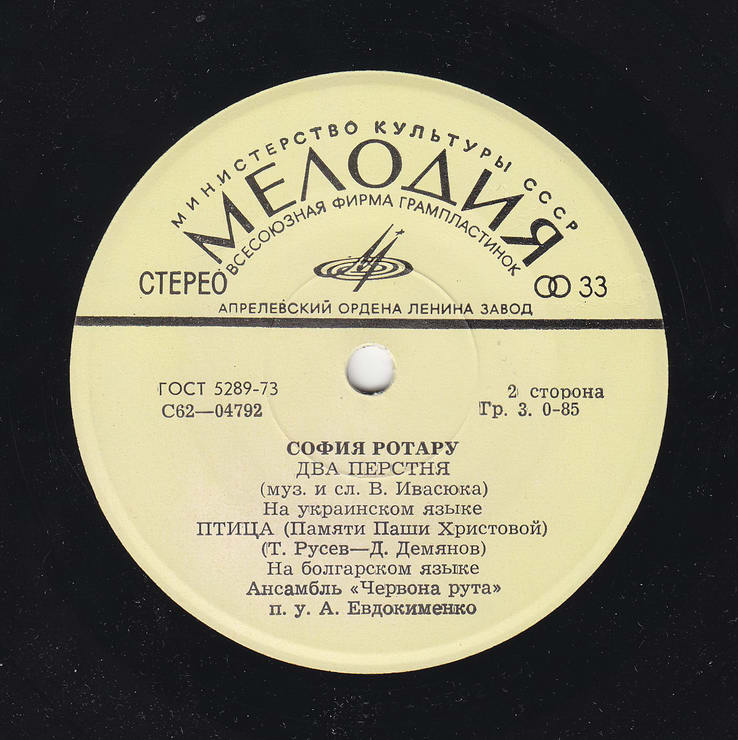 МИНИСТЕРСТВО КУЛЬТУРЫ СССР
МЕЛОДИЯ
ВСЕСОЮЗНАЯ ФИРМА ГРАМПЛАСТИНОК
СТЕРЕО 33
АПРЕЛЕВСКИЙ ОРДЕНА ЛЕНИНА ЗАВОД
ГОСТ 5289-73 2 сторона
С62—04792 Гр. 3. 0-85
СОФИЯ РОТАРУ
ДВА ПЕРСТНЯ
(муз. и сл. В. Ивасюка)
На украинском языке
ПТИЦА (Памяти Паши Христовой)
(Т. Русев—Д. Демянов)
На болгарском языке
Ансамбль «Червона рута»
п. у. А. Евдокименко